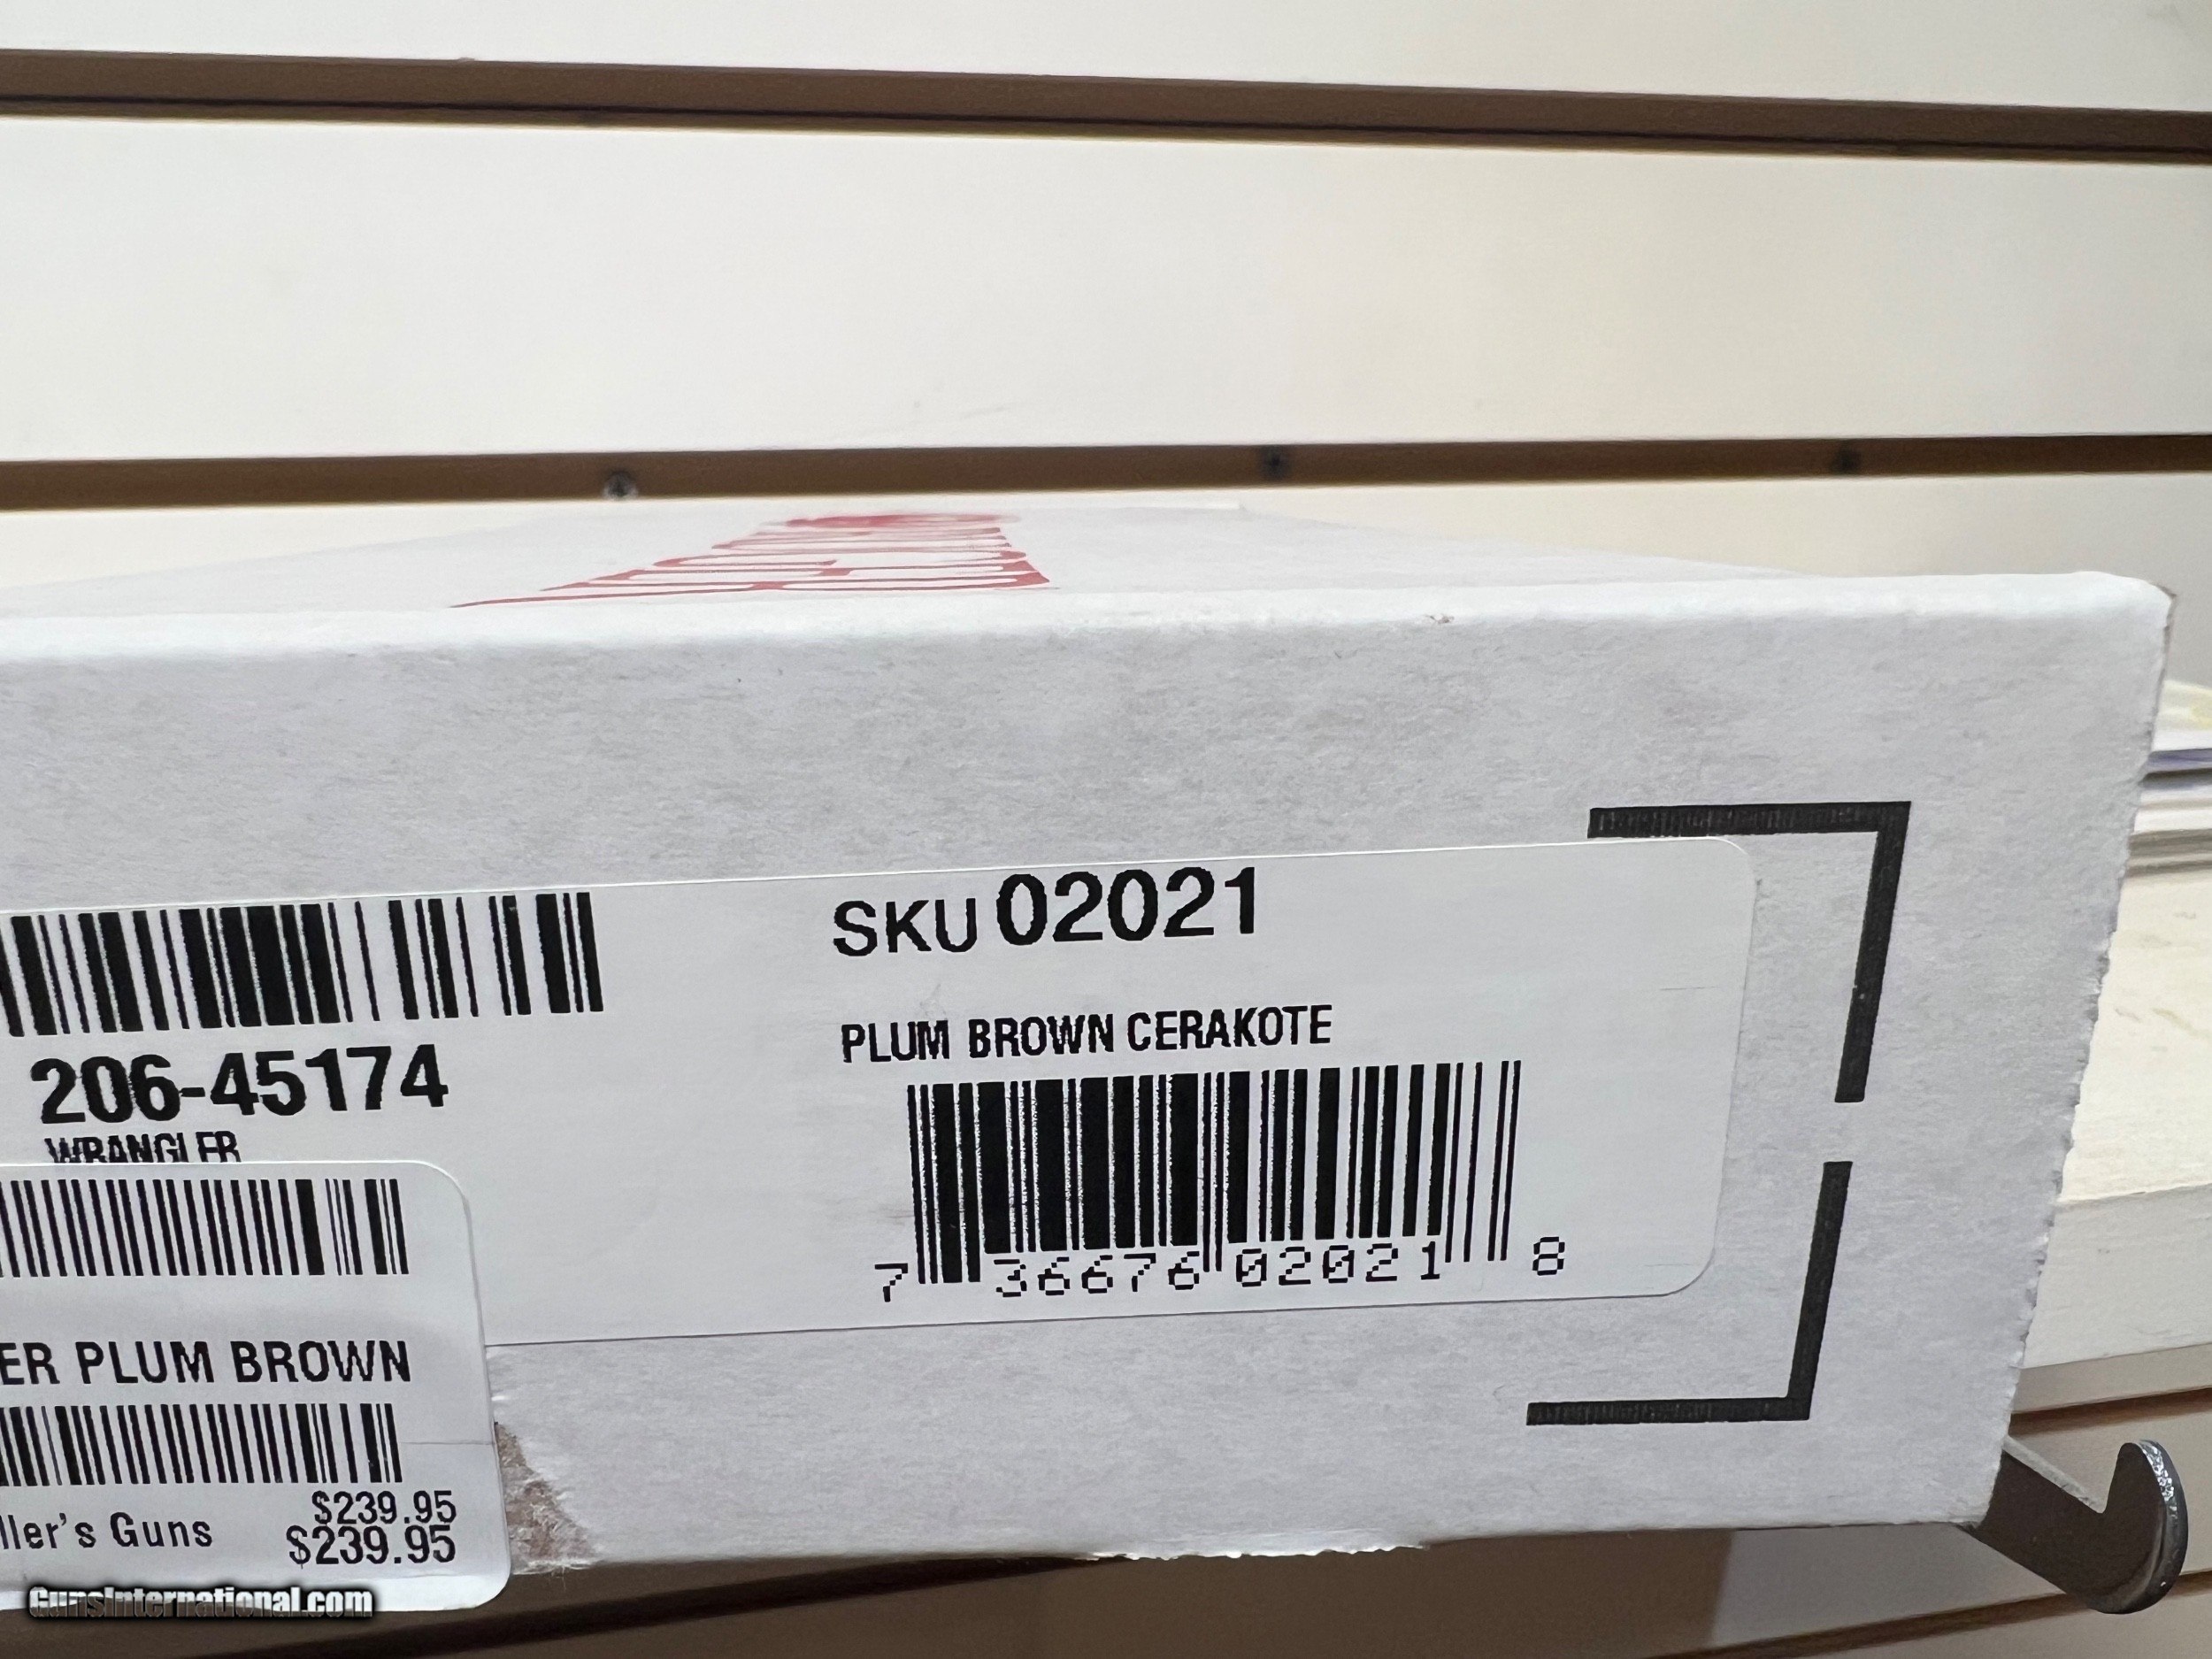 SKU 02021
206-45174
WRANGLER
PLUM BROWN CERAKOTE
7 36676 02021 8
ER PLUM BROWN
ller's Guns
$239.95
$239.95
GunsInternational.com